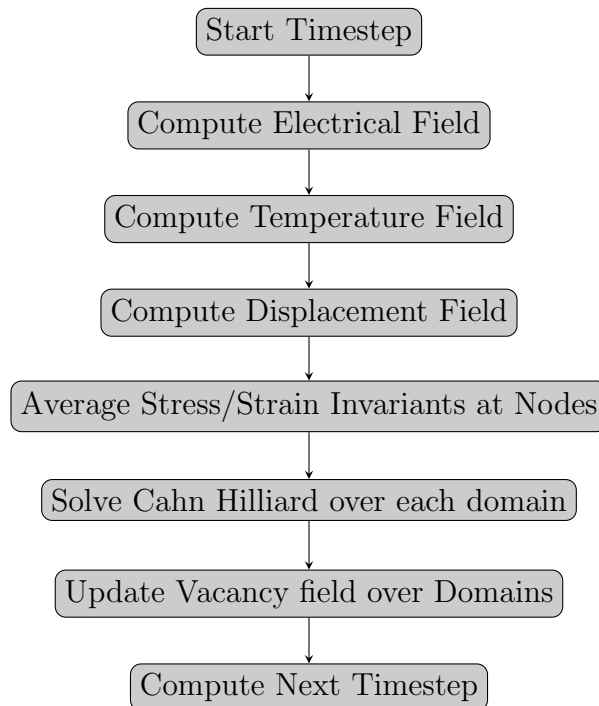 Start Timestep
Compute Electrical Field
Compute Temperature Field
Compute Displacement Field
Average Stress/Strain Invariants at Nodes
Solve Cahn Hilliard over each domain
Update Vacancy field over Domains
Compute Next Timestep